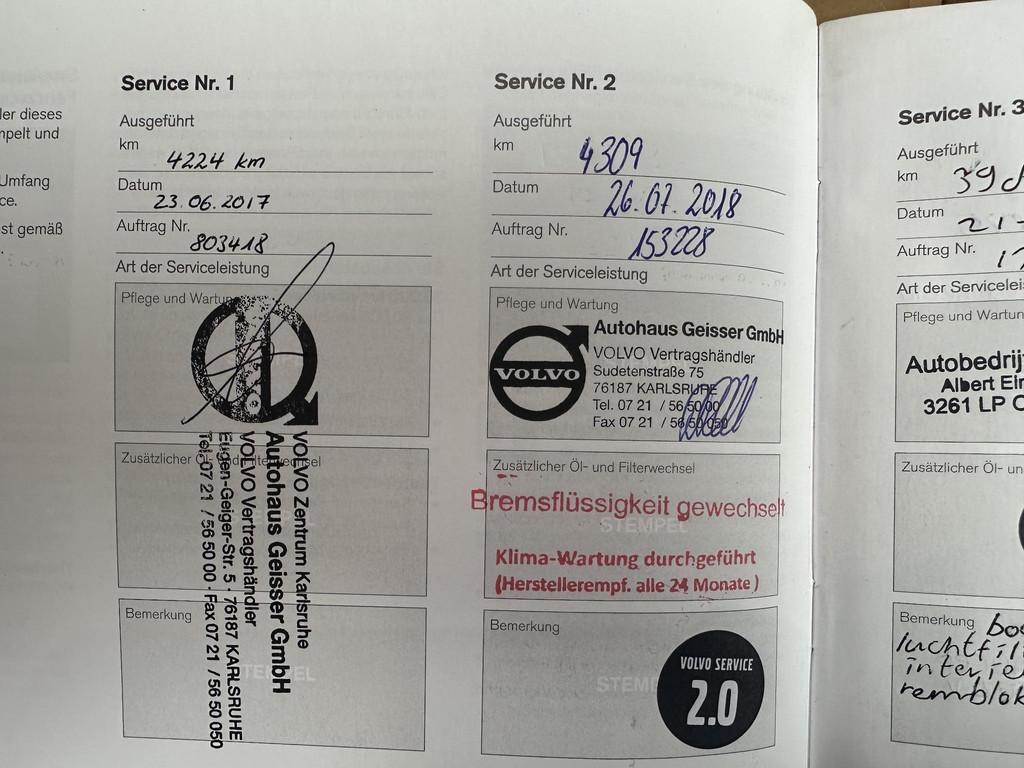 ler dieses
mpelt und
Umfang
ce.
st gemäß
Service Nr. 1
Ausgeführt
km
4224 km
Datum
23.06.2017
Auftrag Nr.
803418
Art der Serviceleistung
Pflege und Wartung
Zusätzlicher Öl- und Filterwechsel
VOLVO Zentrum Karlsruhe
Autohaus Geisser GmbH
VOLVO Vertragshändler
Eugen-Geiger-Str. 5 · 76187 KARLSRUHE
Tel. 07 21 / 56 50 00 · Fax 07 21 / 56 50 050
STEMPEL
Bemerkung
Service Nr. 2
Ausgeführt
km
4309
Datum
26.07.2018
Auftrag Nr.
153228
Art der Serviceleistung
Pflege und Wartung
VOLVO
Autohaus Geisser GmbH
VOLVO Vertragshändler
Sudetenstraße 75
76187 KARLSRUHE
Tel. 07 21 / 56 50 00
Fax 07 21 / 56 50 050
Zusätzlicher Öl- und Filterwechsel
Bremsflüssigkeit gewechselt
STEMPEL
Klima-Wartung durchgeführt
(Herstellerempf. alle 24 Monate)
Bemerkung
STEMPEL
VOLVO SERVICE
2.0
Service Nr. 3
Ausgeführt
km
Datum
21-
Auftrag Nr.
Art der Servicelei
Pflege und Wartun
Autobedrij
Albert Ein
3261 LP O
Zusätzlicher Öl- un
Bemerkung
luchtfil
interie
remblok